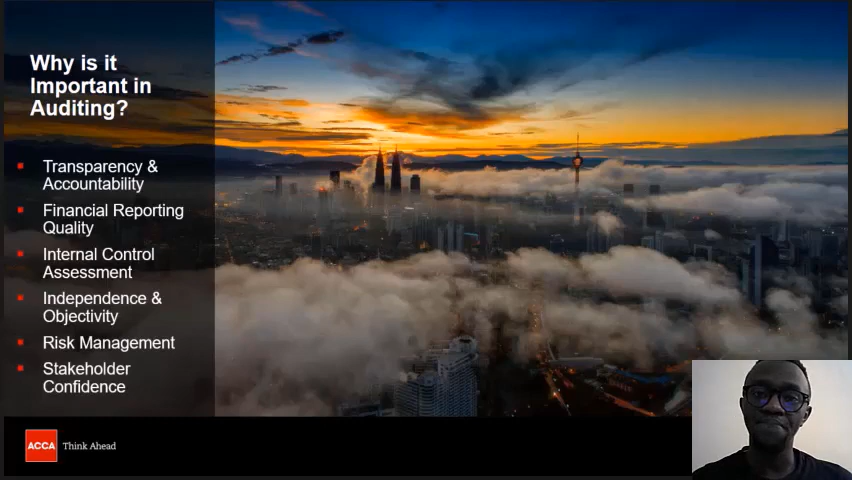 Why is it
Important in
Auditing?
Transparency &
Accountability
Financial Reporting
Quality
Internal Control
Assessment
Independence &
Objectivity
Risk Management
Stakeholder
Confidence
ACCA Think Ahead